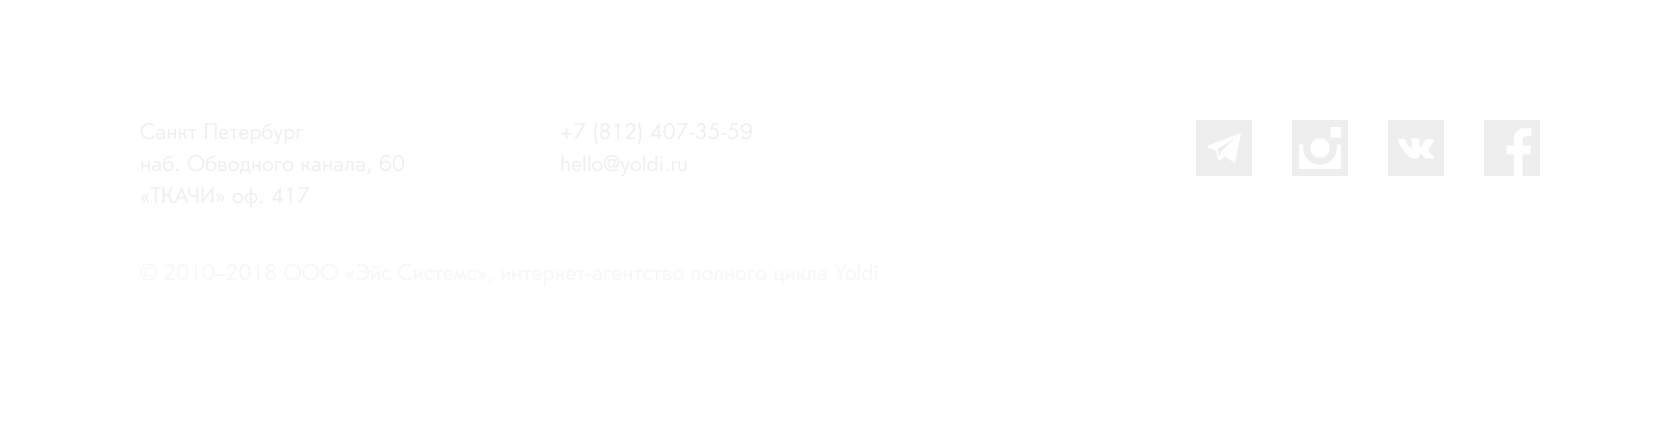 Санкт Петербург
наб. Обводного канала, 60
«ТКАЧИ» оф. 417
+7 (812) 407-35-59
hello@yoldi.ru
© 2010–2018 ООО «Эйс Системс», интернет-агентство полного цикла Yoldi